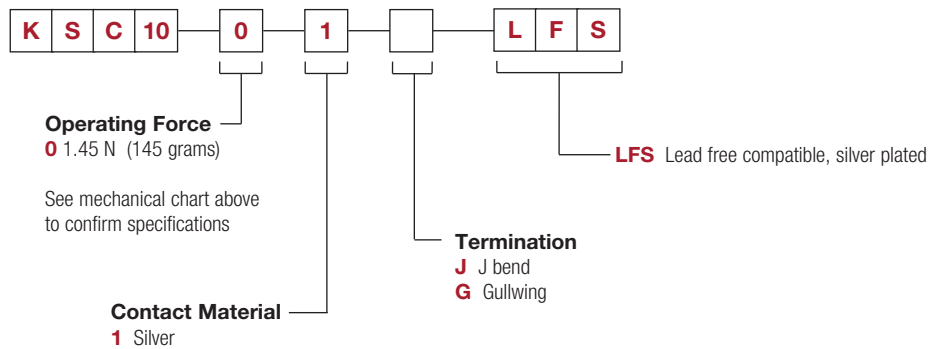 K S C 10 0 1 L F S
Operating Force
0 1.45 N (145 grams)
See mechanical chart above
to confirm specifications
LFS Lead free compatible, silver plated
Termination
J J bend
G Gullwing
Contact Material
1 Silver